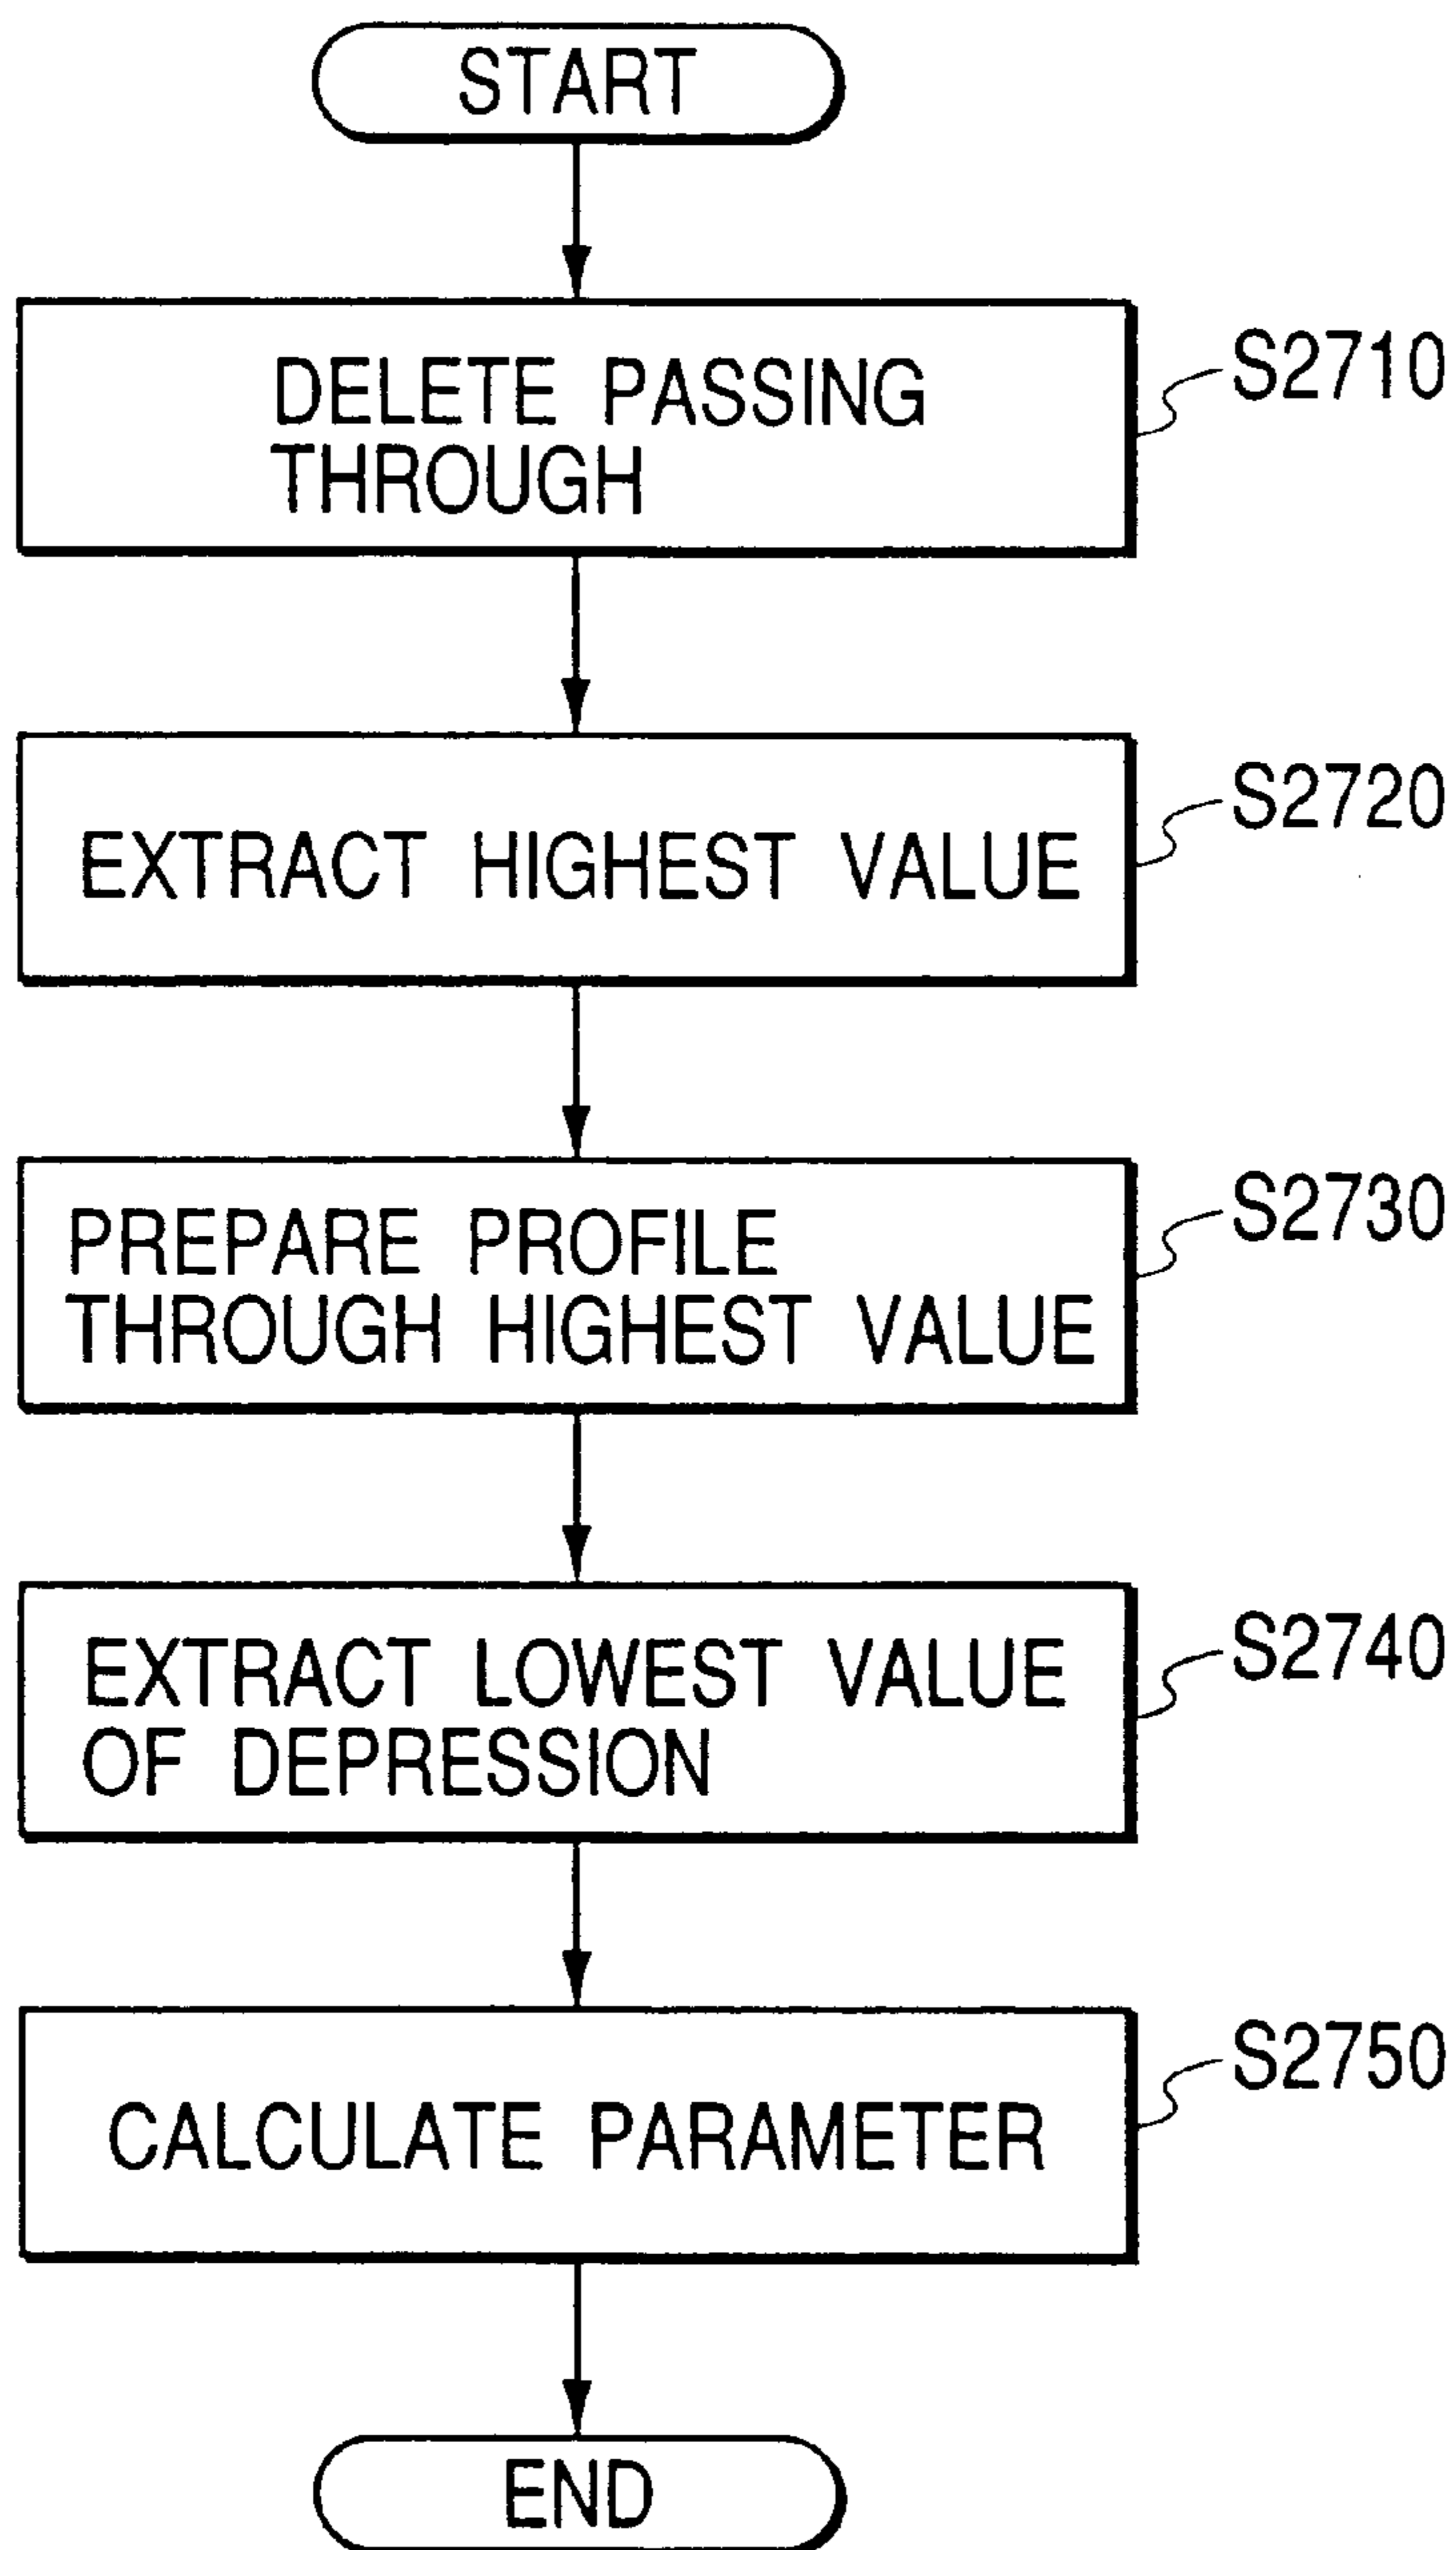 START
DELETE PASSING
THROUGH
S2710
EXTRACT HIGHEST VALUE
S2720
PREPARE PROFILE
THROUGH HIGHEST VALUE
S2730
EXTRACT LOWEST VALUE
OF DEPRESSION
S2740
CALCULATE PARAMETER
S2750
END